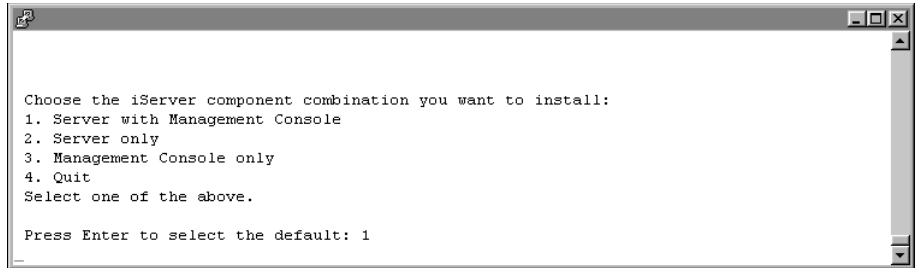 Choose the iServer component combination you want to install:
1. Server with Management Console
2. Server only
3. Management Console only
4. Quit
Select one of the above.
Press Enter to select the default: 1